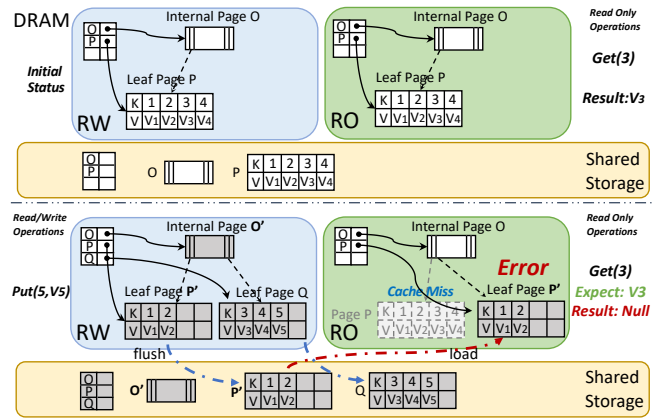 DRAM
Initial
Status
O
P
Internal Page O
Leaf Page P
K 1 2 3 4
V V1 V2 V3 V4
RW
O
P
Internal Page O
Leaf Page P
K 1 2 3 4
V V1 V2 V3 V4
RO
Read Only
Operations
Get(3)
Result:V3
O
P
O
P
K 1 2 3 4
V V1 V2 V3 V4
Shared
Storage
Read/Write
Operations
Put(5,V5)
O
P
Q
Internal Page O’
Leaf Page P’
K 1 2
V V1 V2
Leaf Page Q
K 3 4 5
V V3 V4 V5
RW
flush
O
P
Internal Page O
Cache Miss
Page P
K 1 2 3 4
V V1 V2 V3 V4
Error
Leaf Page P’
K 1 2
V V1 V2
RO
load
Read Only
Operations
Get(3)
Expect: V3
Result: Null
O
P
Q
O’
P’
K 1 2
V V1 V2
Q
K 3 4 5
V V3 V4 V5
Shared
Storage